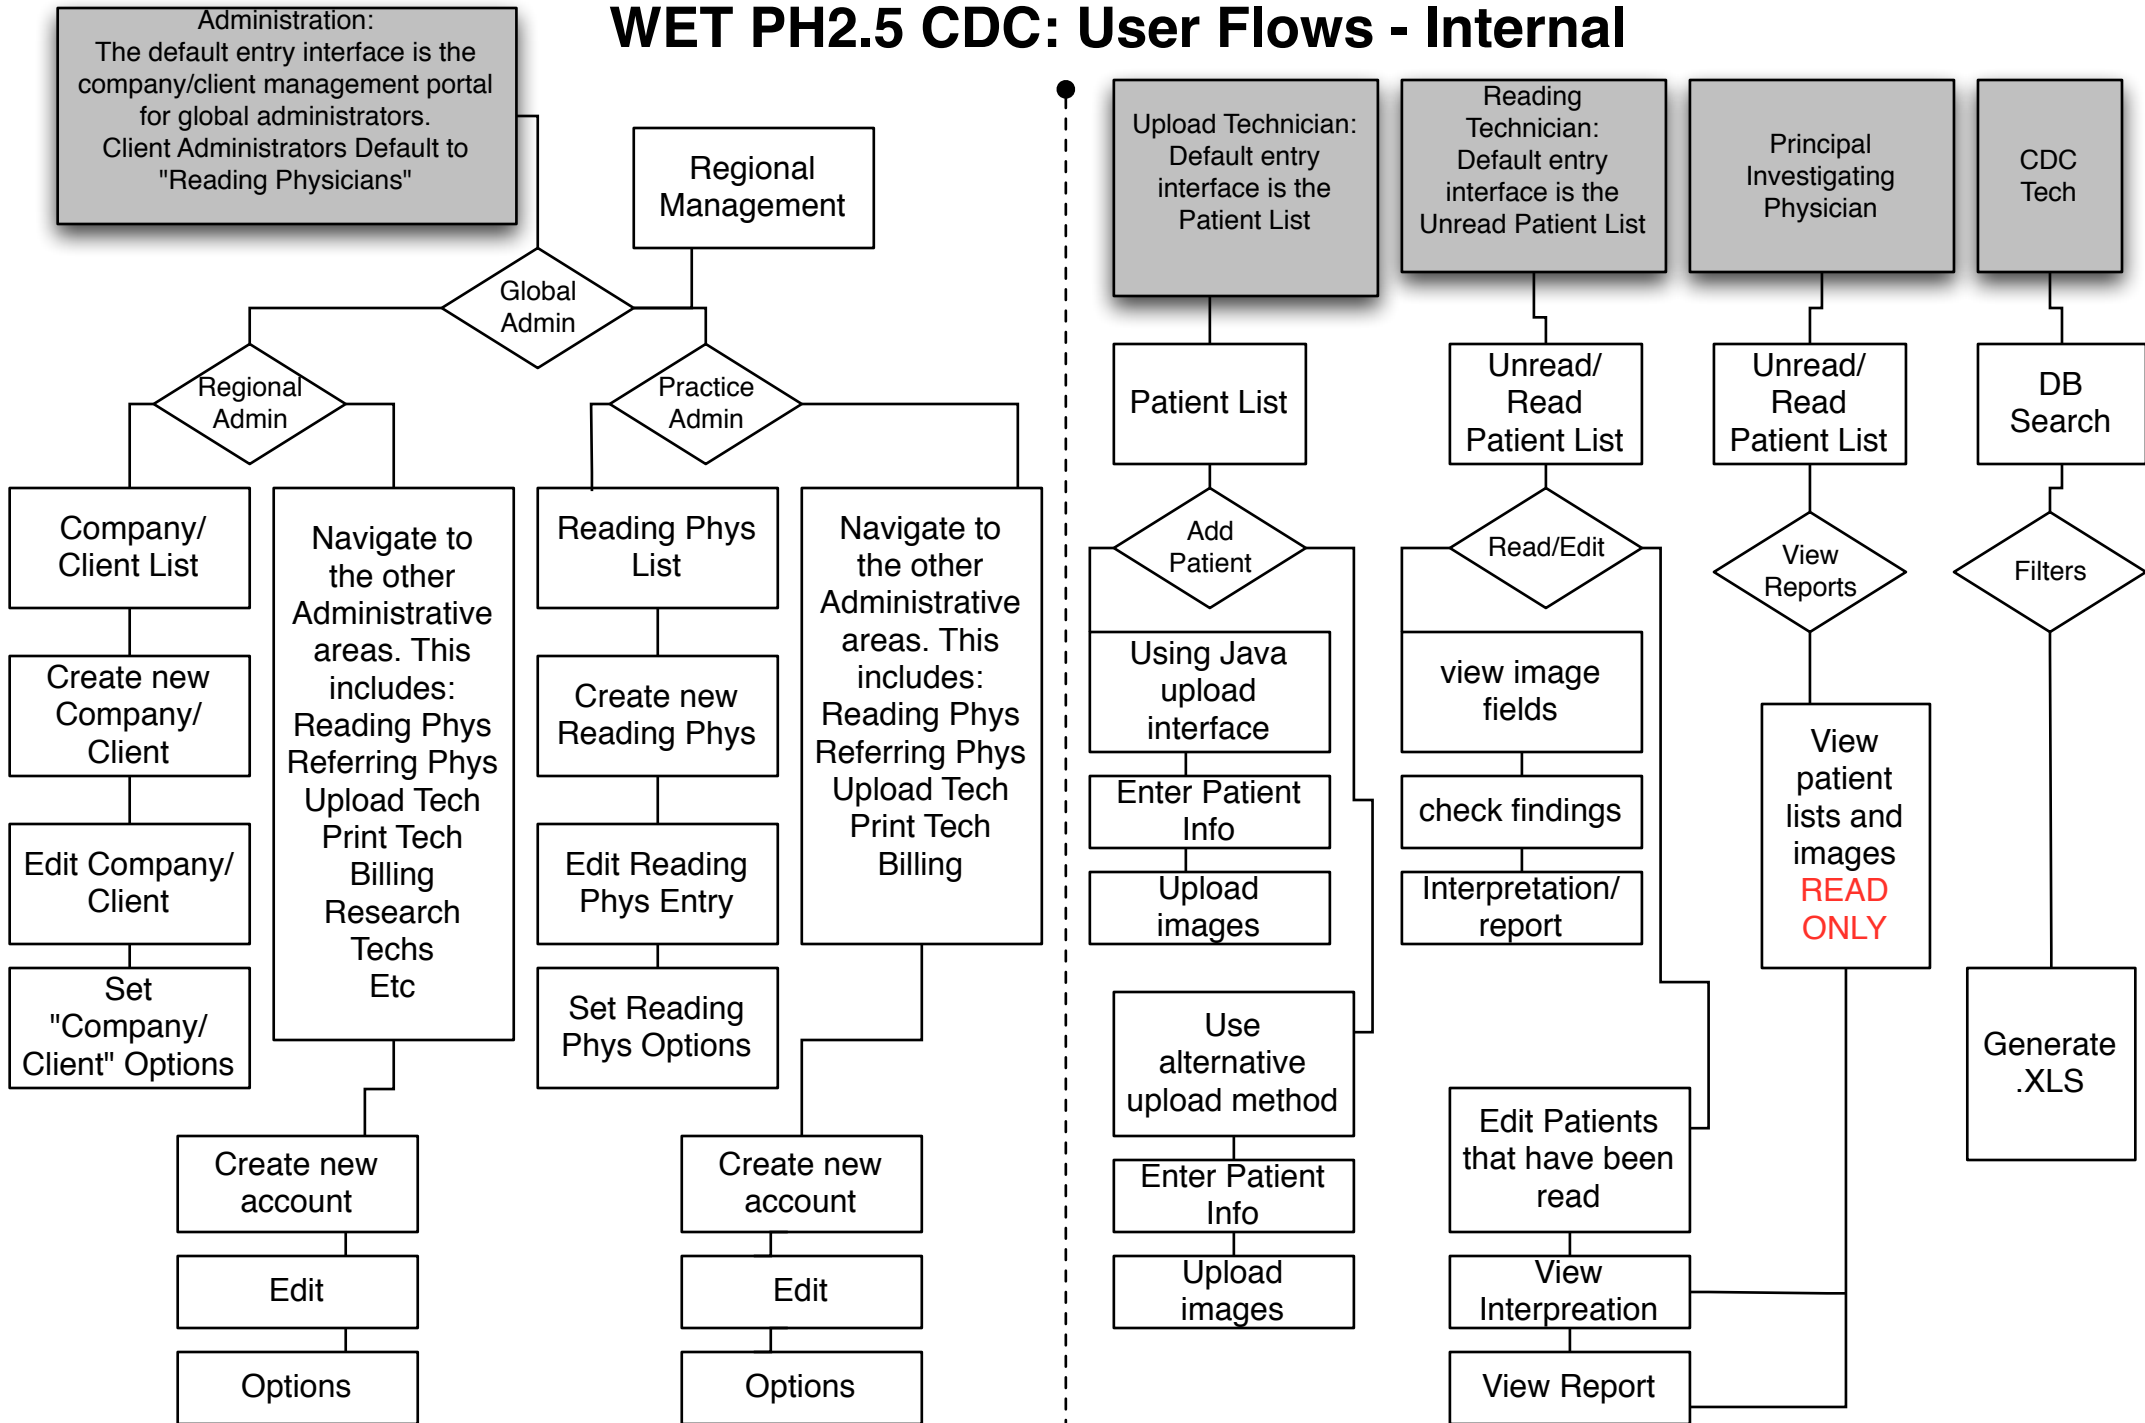 WET PH2.5 CDC: User Flows - Internal
Administration:
The default entry interface is the
company/client management portal
for global administrators.
Client Administrators Default to
"Reading Physicians"
Regional
Management
Global
Admin
Regional
Admin
Practice
Admin
Company/
Client List
Create new
Company/
Client
Edit Company/
Client
Set
"Company/
Client" Options
Navigate to
the other
Administrative
areas. This
includes:
Reading Phys
Referring Phys
Upload Tech
Print Tech
Billing
Research
Techs
Etc
Create new
account
Edit
Options
Reading Phys
List
Create new
Reading Phys
Edit Reading
Phys Entry
Set Reading
Phys Options
Navigate to
the other
Administrative
areas. This
includes:
Reading Phys
Referring Phys
Upload Tech
Print Tech
Billing
Create new
account
Edit
Options
Upload Technician:
Default entry
interface is the
Patient List
Patient List
Add
Patient
Using Java
upload
interface
Enter Patient
Info
Upload
images
Use
alternative
upload method
Enter Patient
Info
Upload
images
Reading
Technician:
Default entry
interface is the
Unread Patient List
Unread/
Read
Patient List
Read/Edit
view image
fields
check findings
Interpretation/
report
Edit Patients
that have been
read
View
Interpreation
View Report
Principal
Investigating
Physician
Unread/
Read
Patient List
View
Reports
View
patient
lists and
images
READ
ONLY
CDC
Tech
DB
Search
Filters
Generate
.XLS